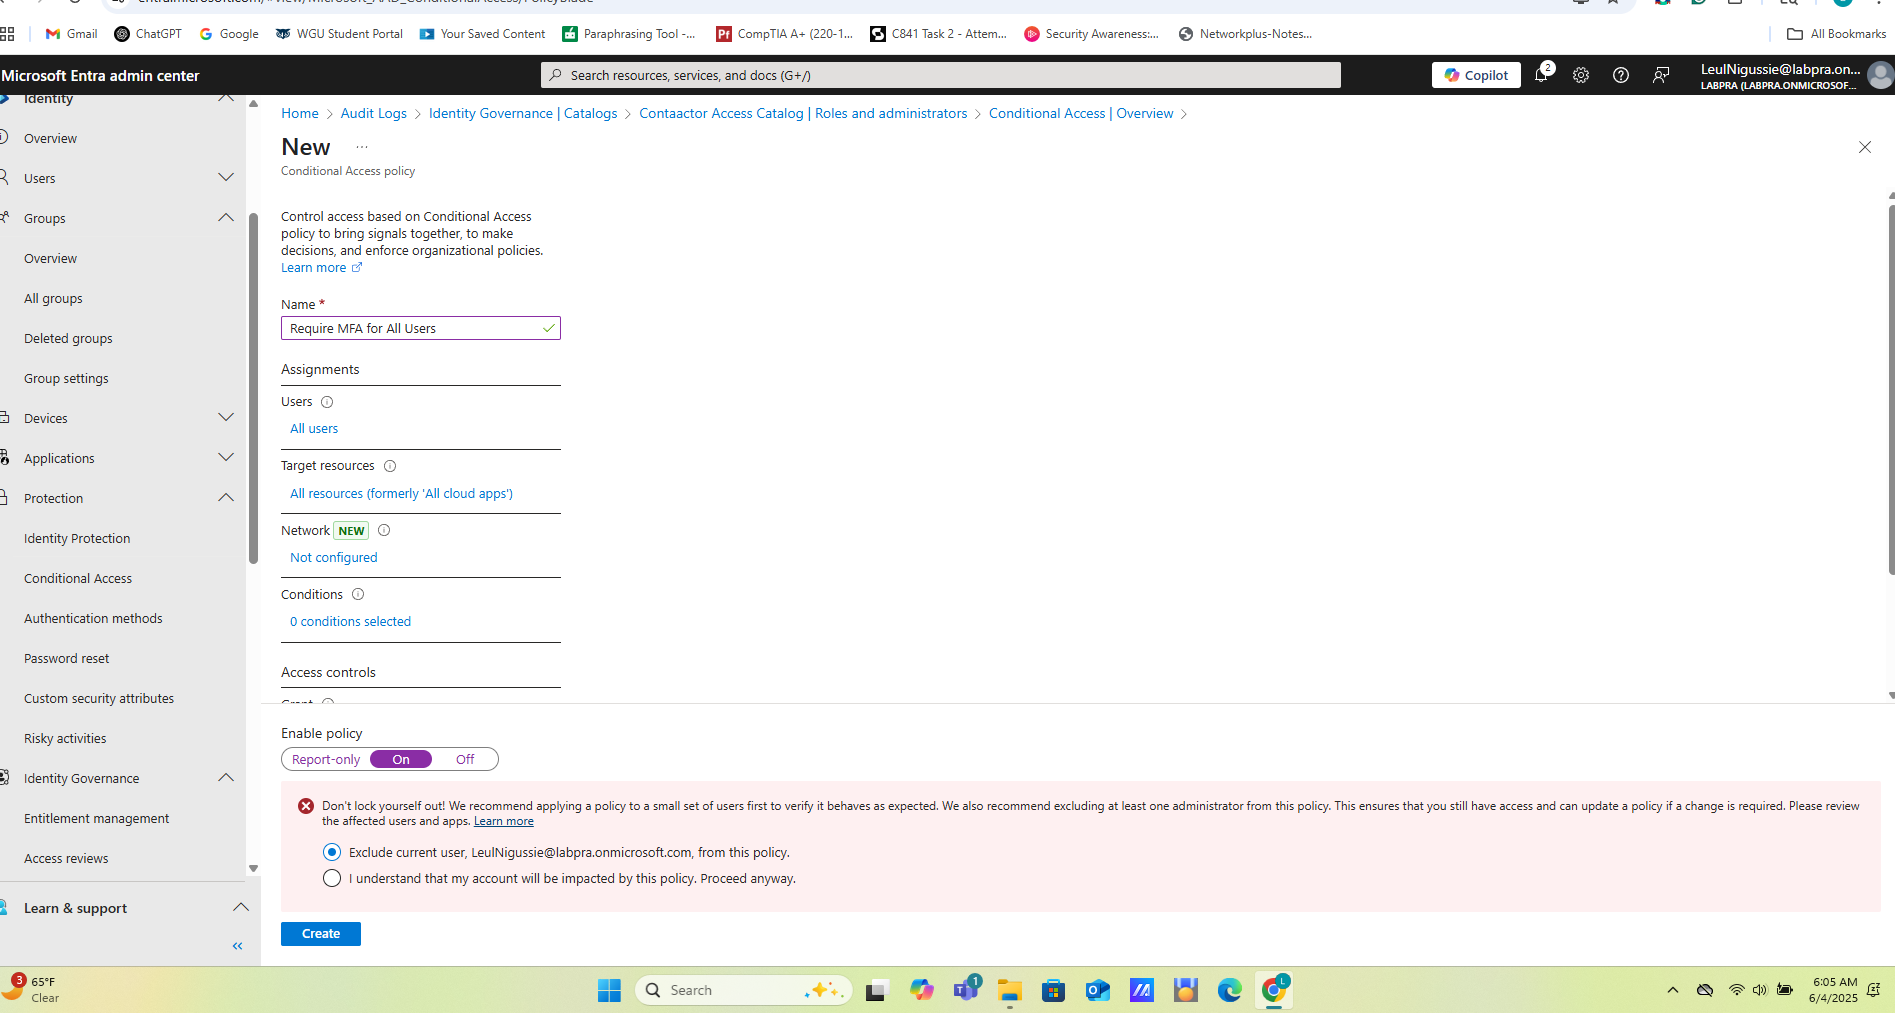 Gmail
ChatGPT
Google
WGU Student Portal
Your Saved Content
Paraphrasing Tool -...
CompTIA A+ (220-1...
C841 Task 2 - Attem...
Security Awareness:...
Networkplus-Notes...
All Bookmarks
Microsoft Entra admin center
Search resources, services, and docs (G+/)
Copilot
2
LeulNigussie@labpra.on...
LABPRA (LABPRA.ONMICROSOF...
Identity
Overview
Users
Groups
Overview
All groups
Deleted groups
Group settings
Devices
Applications
Protection
Identity Protection
Conditional Access
Authentication methods
Password reset
Custom security attributes
Risky activities
Identity Governance
Entitlement management
Access reviews
Learn & support
Home > Audit Logs > Identity Governance | Catalogs > Contaactor Access Catalog | Roles and administrators > Conditional Access | Overview >
New ...
Conditional Access policy
Control access based on Conditional Access
policy to bring signals together, to make
decisions, and enforce organizational policies.
Learn more
Name *
Require MFA for All Users
Assignments
Users
All users
Target resources
All resources (formerly 'All cloud apps')
Network NEW
Not configured
Conditions
0 conditions selected
Access controls
Enable policy
Report-only On Off
Don't lock yourself out! We recommend applying a policy to a small set of users first to verify it behaves as expected. We also recommend excluding at least one administrator from this policy. This ensures that you still have access and can update a policy if a change is required. Please review
the affected users and apps. Learn more
Exclude current user, LeulNigussie@labpra.onmicrosoft.com, from this policy.
I understand that my account will be impacted by this policy. Proceed anyway.
Create
3
65°F
Clear
Search
1
L
6:05 AM
6/4/2025